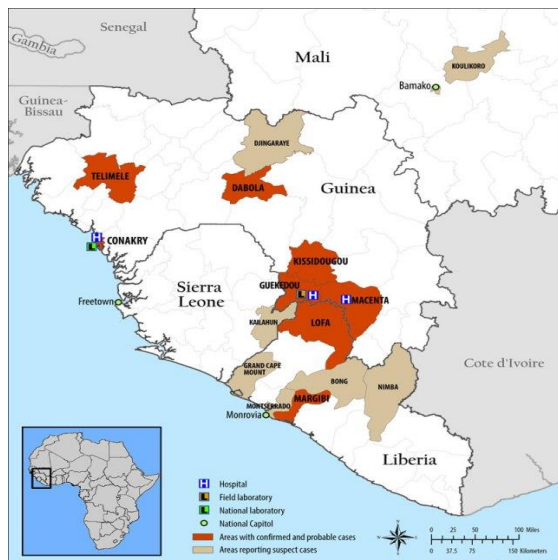 Senegal
Gambia
Mali
KOULIKORO
Bamako
Guinea-
Bissau
DJINGARAYE
TELIMELE
DABOLA
Guinea
H
L
CONAKRY
KISSIDOUGOU
Sierra
Leone
GUEKEDOU
L
H
H
MACENTA
Freetown
LOFA
KAILAHUN
Cote d'Ivoire
GRAND CAPE
MOUNT
BONG
NIMBA
MARGIBI
MONTSERRADO
Monrovia
Liberia
H Hospital
L Field laboratory
L National laboratory
National Capitol
Areas with confirmed and probable cases
Areas reporting suspect cases
N
0 50 100 Miles
0 37.5 75 150 Kilometers